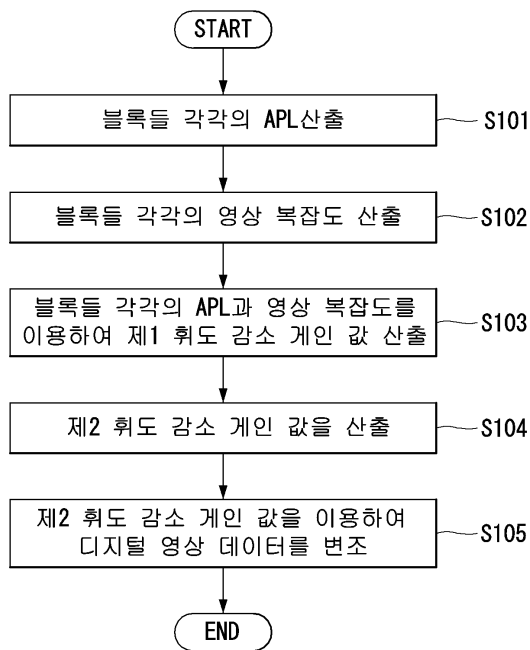 START
블록들 각각의 APL산출
S101
블록들 각각의 영상 복잡도 산출
S102
블록들 각각의 APL과 영상 복잡도를
이용하여 제1 휘도 감소 게인 값 산출
S103
제2 휘도 감소 게인 값을 산출
S104
제2 휘도 감소 게인 값을 이용하여
디지털 영상 데이터를 변조
S105
END